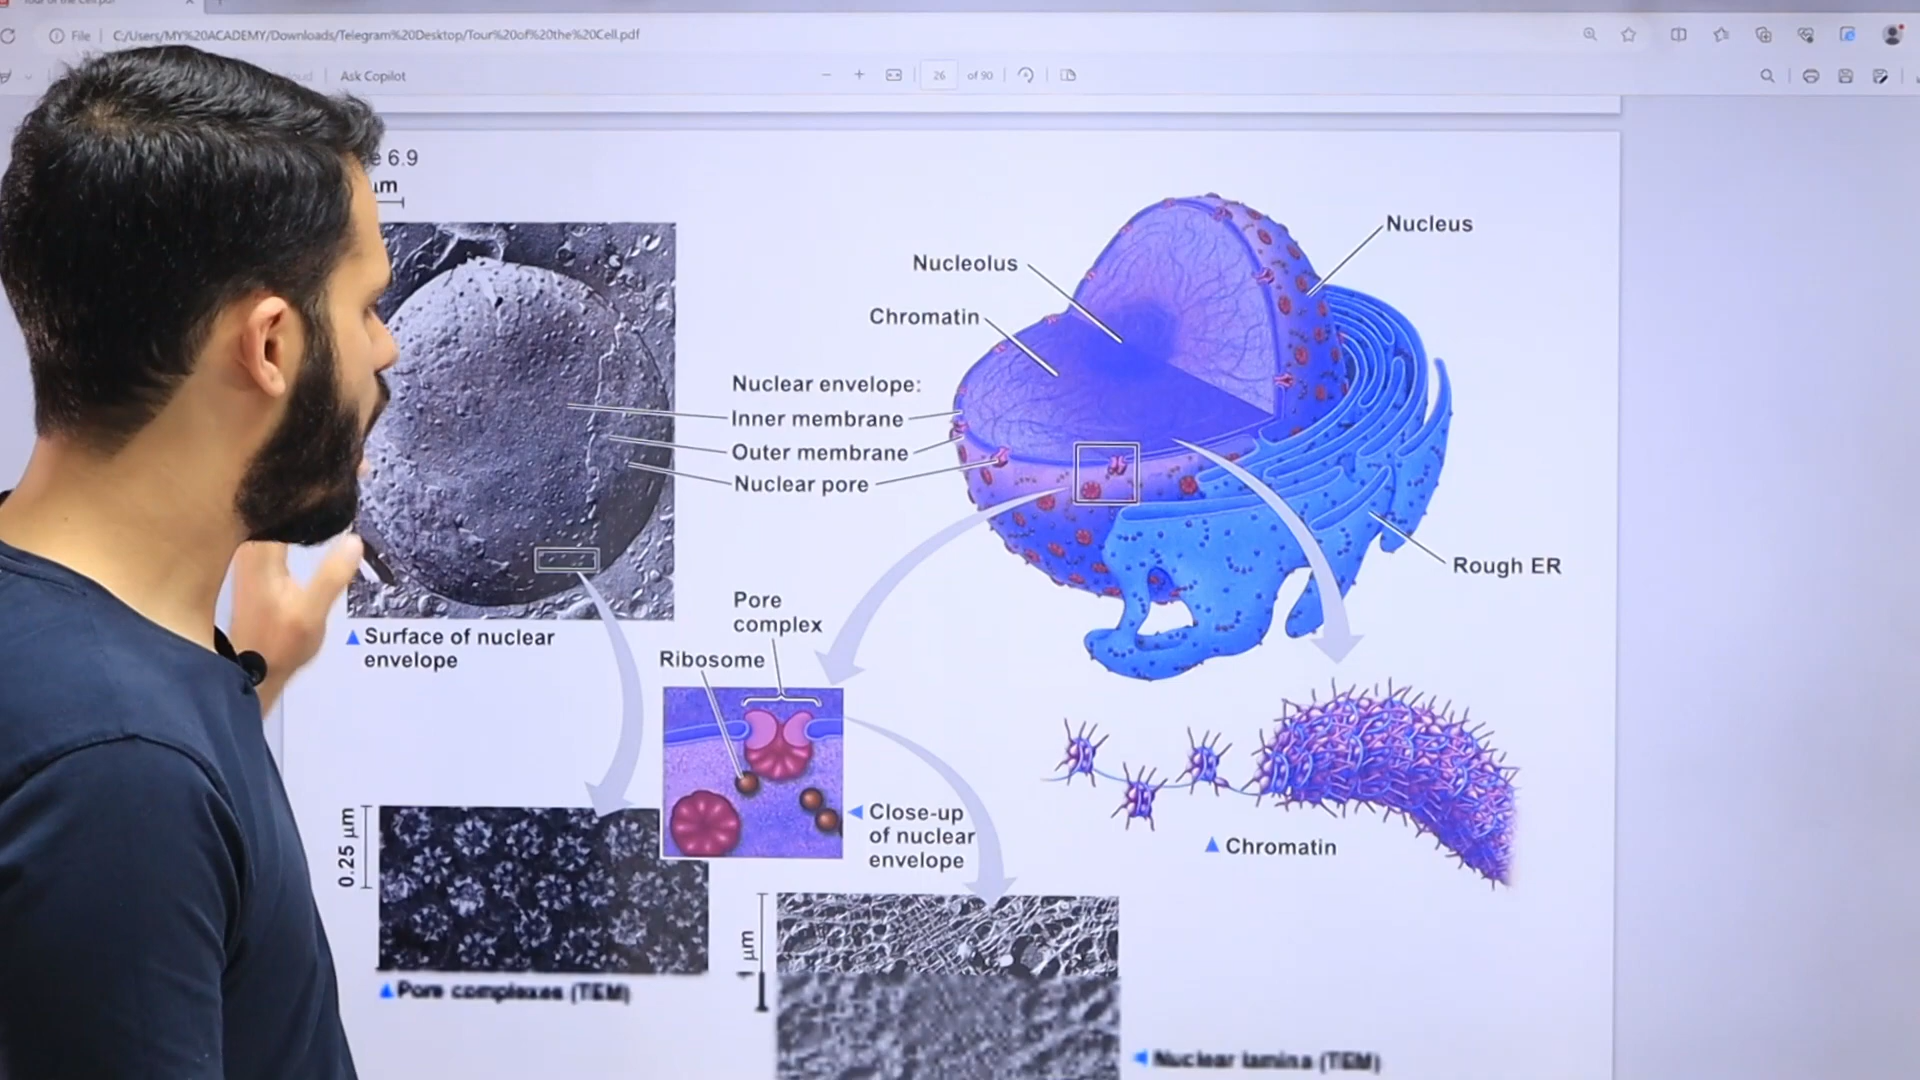 File
C:/Users/MY%20ACADEMY/Downloads/Telegram%20Desktop/Tour%20of%20the%20Cell.pdf
Ask Copilot
26
of 90
6.9
Nucleus
Nucleolus
Chromatin
Nuclear envelope:
Inner membrane
Outer membrane
Nuclear pore
Rough ER
Pore
complex
Surface of nuclear
envelope
Ribosome
0.25 µm
Close-up
of nuclear
envelope
Chromatin
1 µm
Pore complexes (TEM)
Nuclear lamina (TEM)